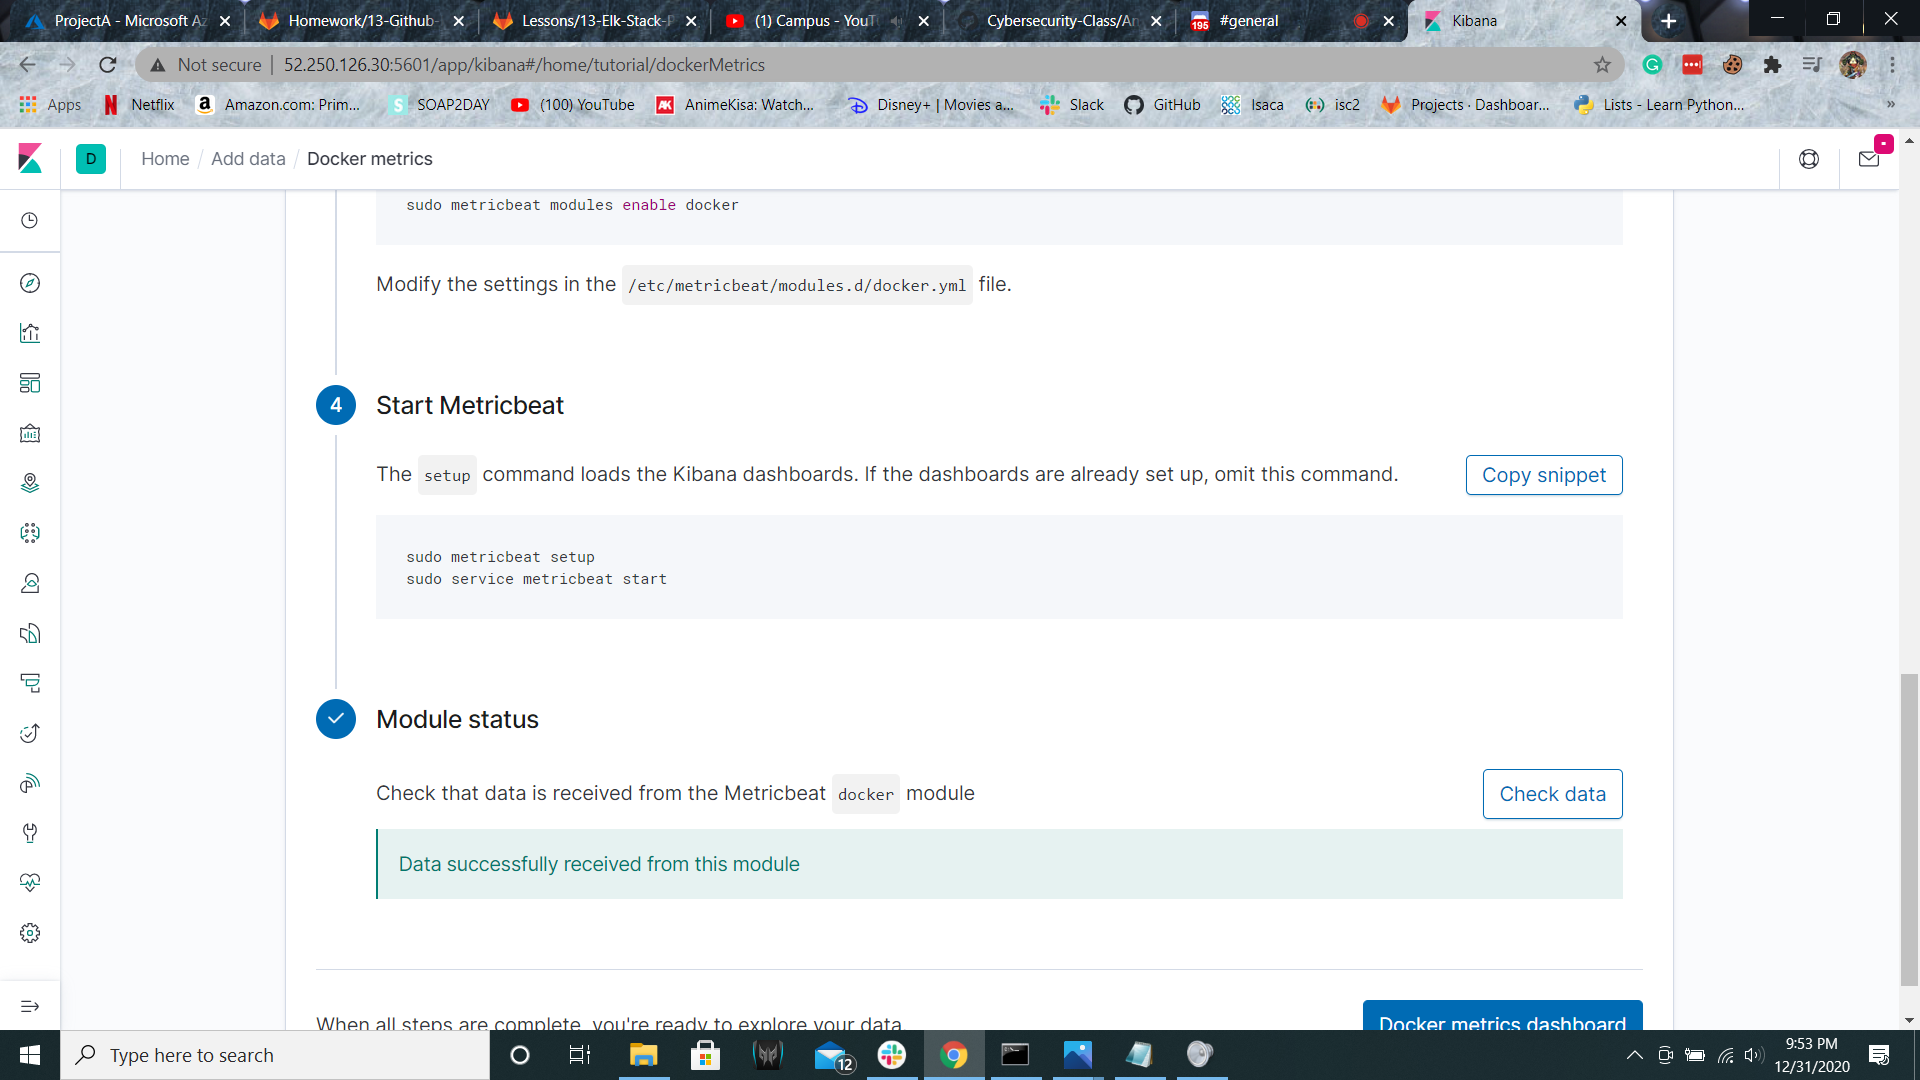 ProjectA - Microsoft Az
Homework/13-Github-
Lessons/13-Elk-Stack-P
(1) Campus - YouTu
Cybersecurity-Class/An
195
#general
Kibana
Not secure
52.250.126.30:5601/app/kibana#/home/tutorial/dockerMetrics
Apps
Netflix
Amazon.com: Prim...
SOAP2DAY
(100) YouTube
AK
AnimeKisa: Watch...
Disney+ | Movies a...
Slack
GitHub
Isaca
isc2
Projects · Dashboar...
Lists - Learn Python...
»
D
Home / Add data / Docker metrics
sudo metricbeat modules enable docker
Modify the settings in the /etc/metricbeat/modules.d/docker.yml file.
4
Start Metricbeat
The setup command loads the Kibana dashboards. If the dashboards are already set up, omit this command.
Copy snippet
sudo metricbeat setup
sudo service metricbeat start
Module status
Check that data is received from the Metricbeat docker module
Check data
Data successfully received from this module
When all steps are complete, you're ready to explore your data.
Docker metrics dashboard
Type here to search
12
9:53 PM
12/31/2020